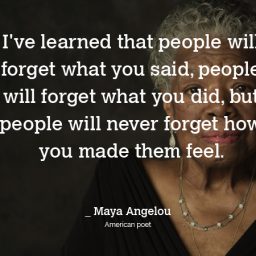 I've learned that people will
forget what you said, people
will forget what you did, but
people will never forget how
you made them feel.
_ Maya Angelou
American poet